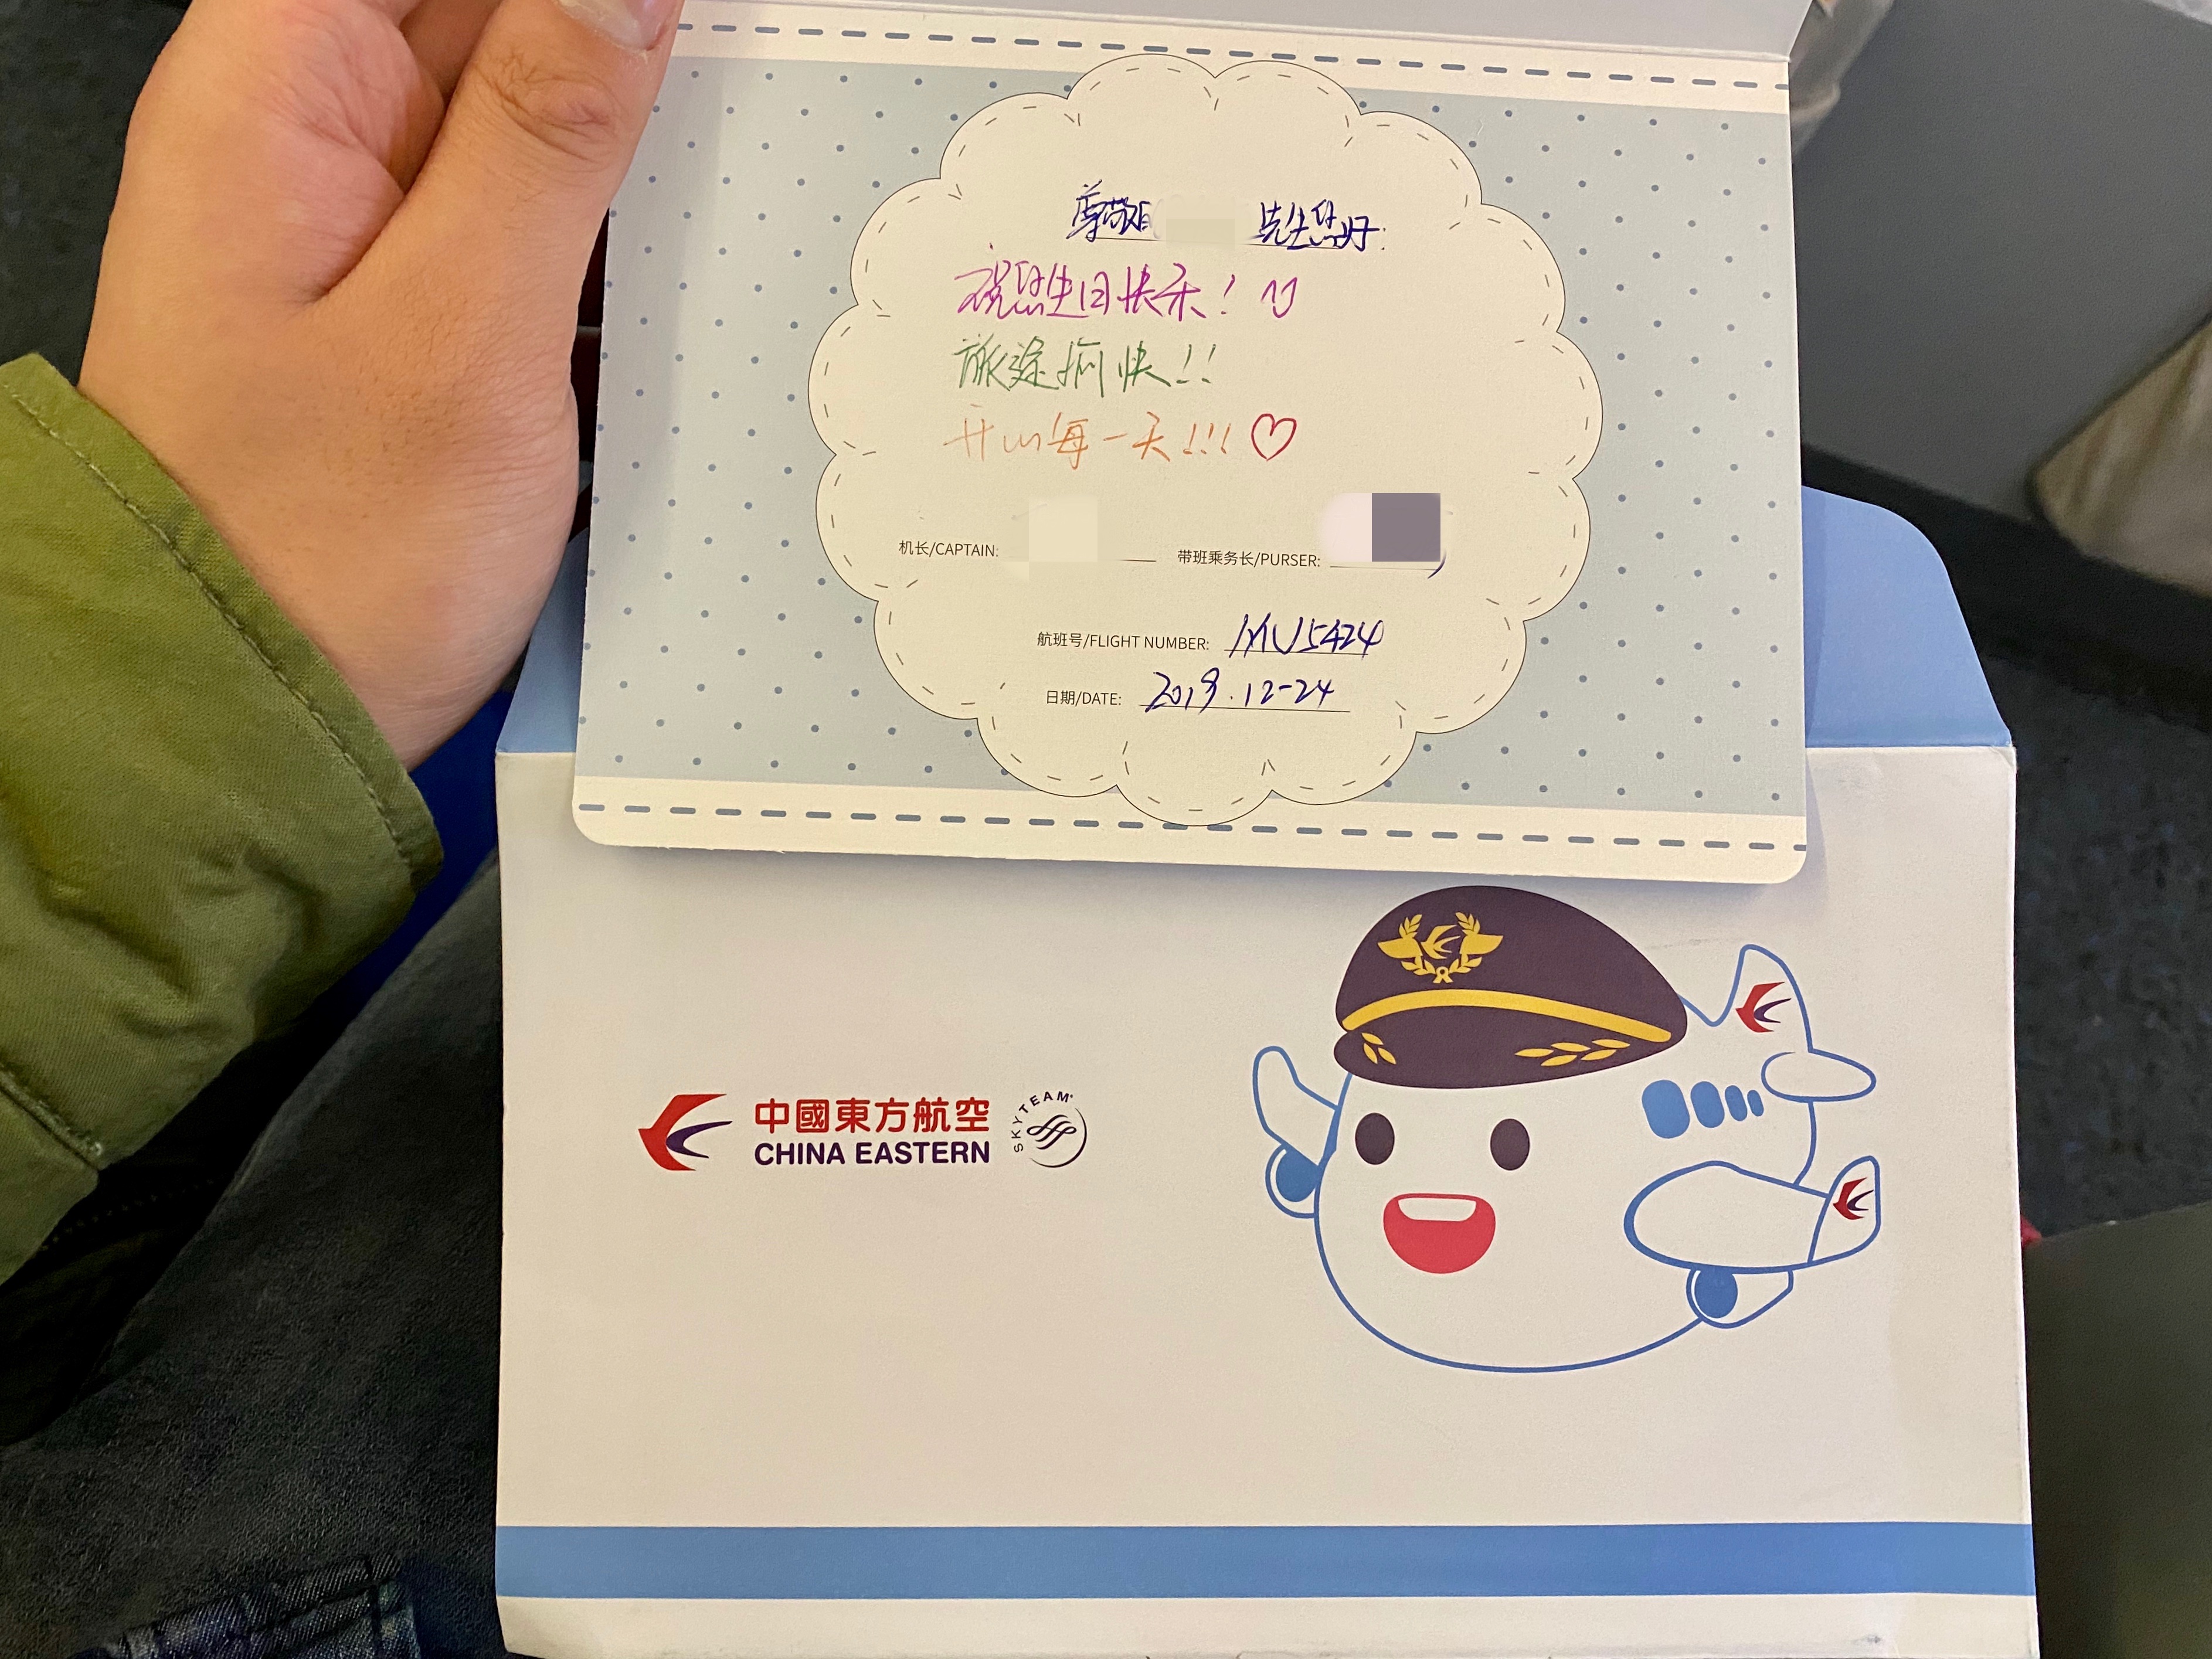 尊敬的 先生您好:
祝您生日快乐!
旅途愉快!!
开心每一天!!!
机长/CAPTAIN:
带班乘务长/PURSER:
航班号/FLIGHT NUMBER: MU5424
日期/DATE: 2019.12-24
中國東方航空
CHINA EASTERN
SKYTEAM